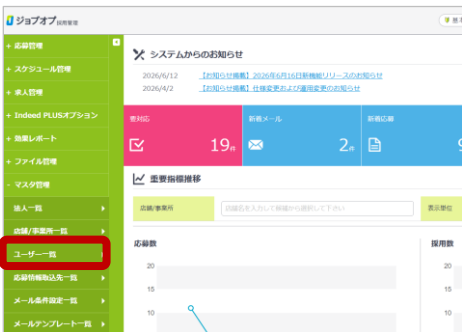 ジョブオプ 採用管理
+ 応募管理
+ スケジュール管理
+ 求人管理
+ Indeed PLUSオプション
+ 効果レポート
+ ファイル管理
- マスタ管理
法人一覧
店舗/事業所一覧
ユーザー一覧
応募情報取込先一覧
メール条件設定一覧
メールテンプレート一覧
システムからのお知らせ
2026/6/12 【お知らせ掲載】2026年6月16日新機能リリースのお知らせ
2026/4/2 【お知らせ掲載】仕様変更および運用変更のお知らせ
要対応
19件
新着メール
2件
新着応募
重要指標推移
店舗/事業所
店舗名を入力して候補から選択して下さい
表示単位
応募数
20
15
10
採用数
20
15
10